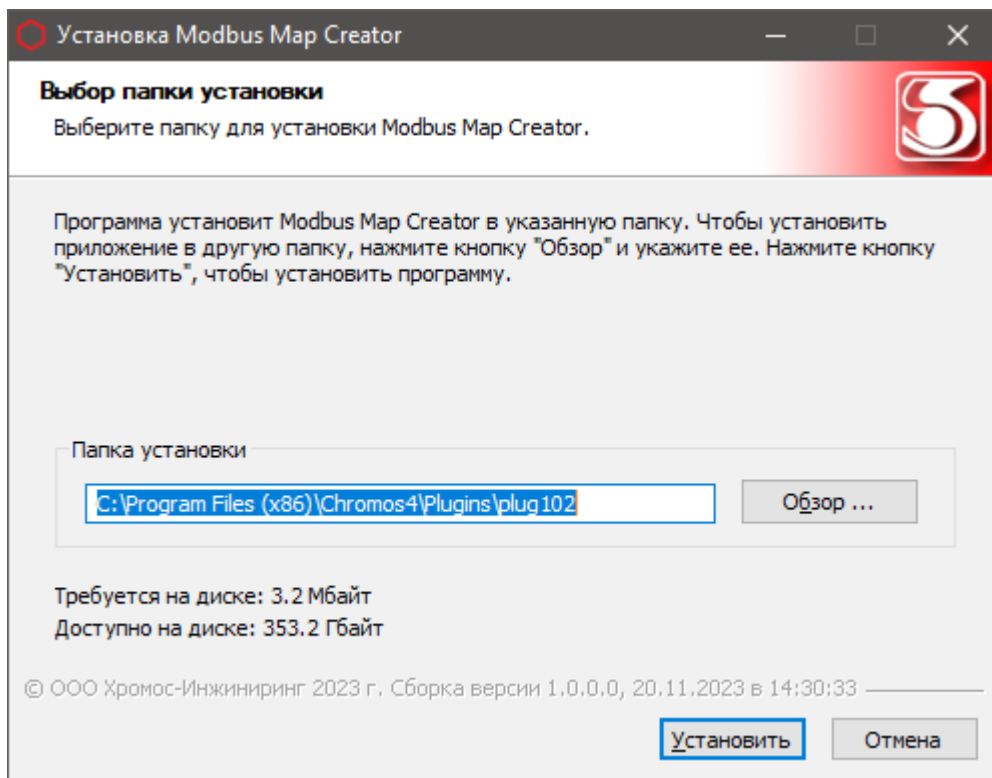 Установка Modbus Map Creator
Выбор папки установки
Выберите папку для установки Modbus Map Creator.
Программа установит Modbus Map Creator в указанную папку. Чтобы установить
приложение в другую папку, нажмите кнопку "Обзор" и укажите ее. Нажмите кнопку
"Установить", чтобы установить программу.
Папка установки
C:\Program Files (x86)\Chromos4\Plugins\plug102
Обзор ...
Требуется на диске: 3.2 Мбайт
Доступно на диске: 353.2 Гбайт
© ООО Хромос-Инжиниринг 2023 г. Сборка версии 1.0.0.0, 20.11.2023 в 14:30:33
Установить
Отмена